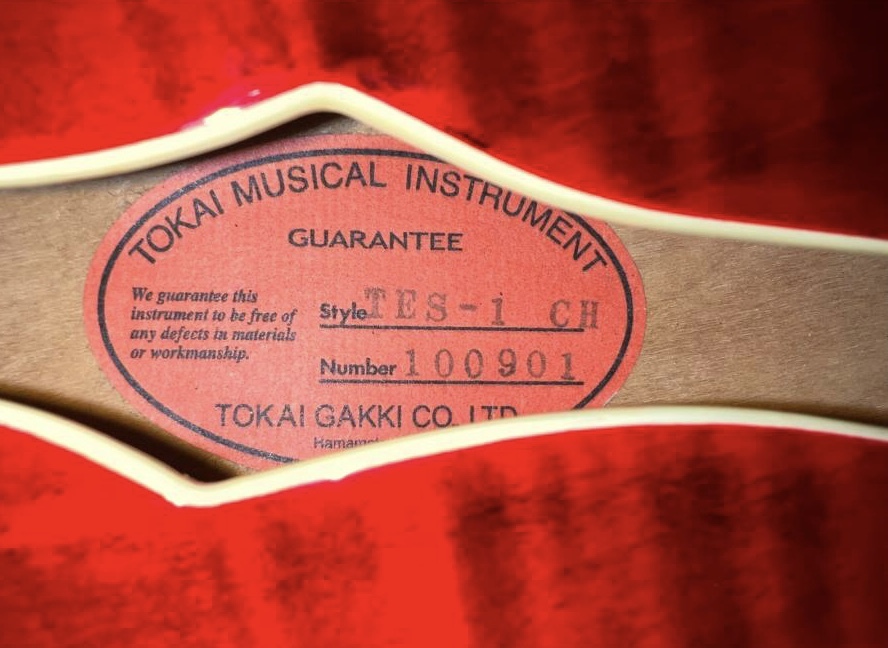 TOKAI MUSICAL INSTRUMENT
GUARANTEE
We guarantee this
instrument to be free of
any defects in materials
or workmanship.
Style TES-1 CH
Number 100901
TOKAI GAKKI CO. LTD